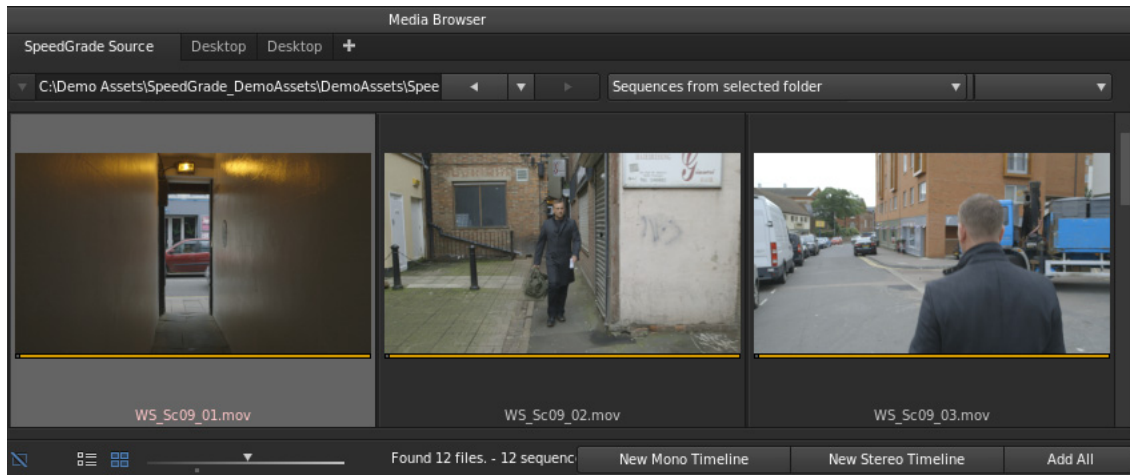 Media Browser
SpeedGrade Source Desktop Desktop
C:\Demo Assets\SpeedGrade_DemoAssets\DemoAssets\Spee Sequences from selected folder
WS_Sc09_01.mov WS_Sc09_02.mov WS_Sc09_03.mov
Found 12 files. - 12 sequenc New Mono Timeline New Stereo Timeline Add All